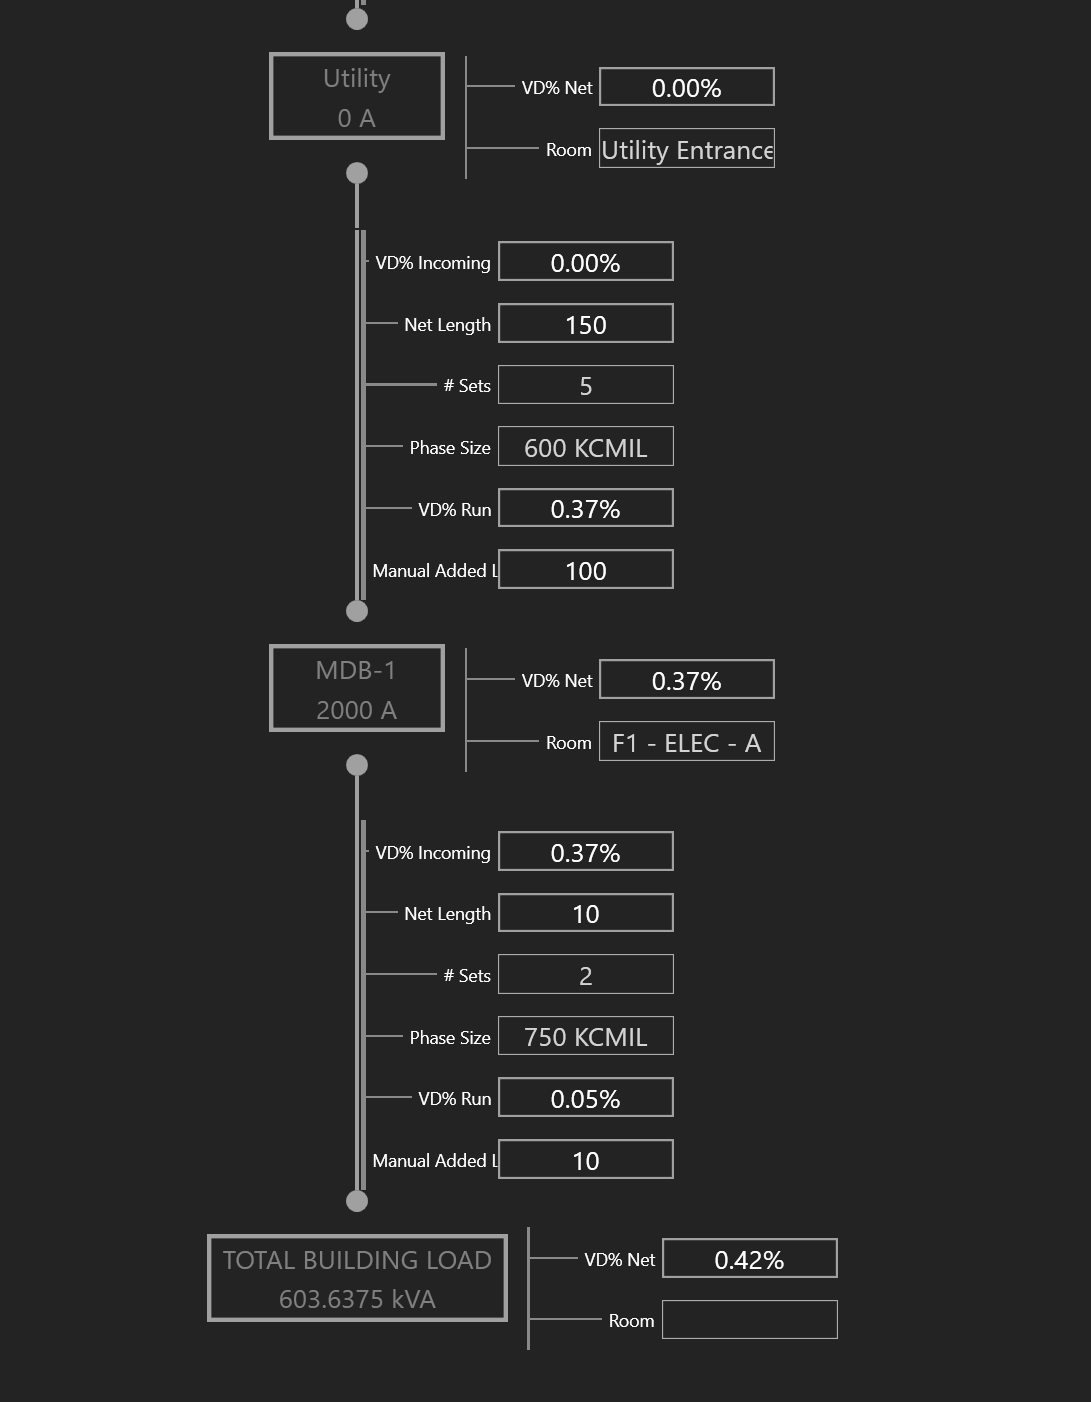 Utility
0 A
VD% Net 0.00%
Room Utility Entrance
VD% Incoming 0.00%
Net Length 150
# Sets 5
Phase Size 600 KCMIL
VD% Run 0.37%
Manual Added L 100
MDB-1
2000 A
VD% Net 0.37%
Room F1 - ELEC - A
VD% Incoming 0.37%
Net Length 10
# Sets 2
Phase Size 750 KCMIL
VD% Run 0.05%
Manual Added L 10
TOTAL BUILDING LOAD
603.6375 kVA
VD% Net 0.42%
Room